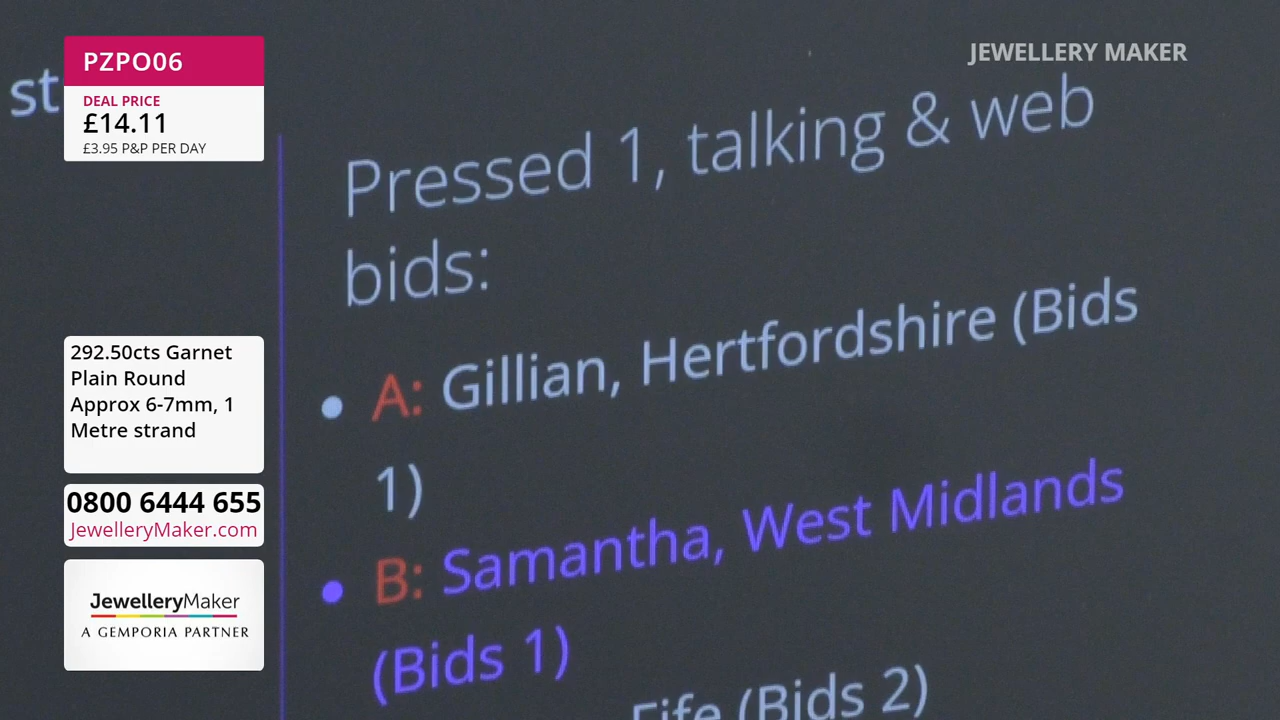 PZPO06
DEAL PRICE
£14.11
£3.95 P&P PER DAY
292.50cts Garnet
Plain Round
Approx 6-7mm, 1
Metre strand
0800 6444 655
JewelleryMaker.com
JewelleryMaker
A GEMPORIA PARTNER
JEWELLERY MAKER
st
Pressed 1, talking & web
bids:
• A: Gillian, Hertfordshire (Bids
1)
• B: Samantha, West Midlands
(Bids 1)
Fife (Bids 2)